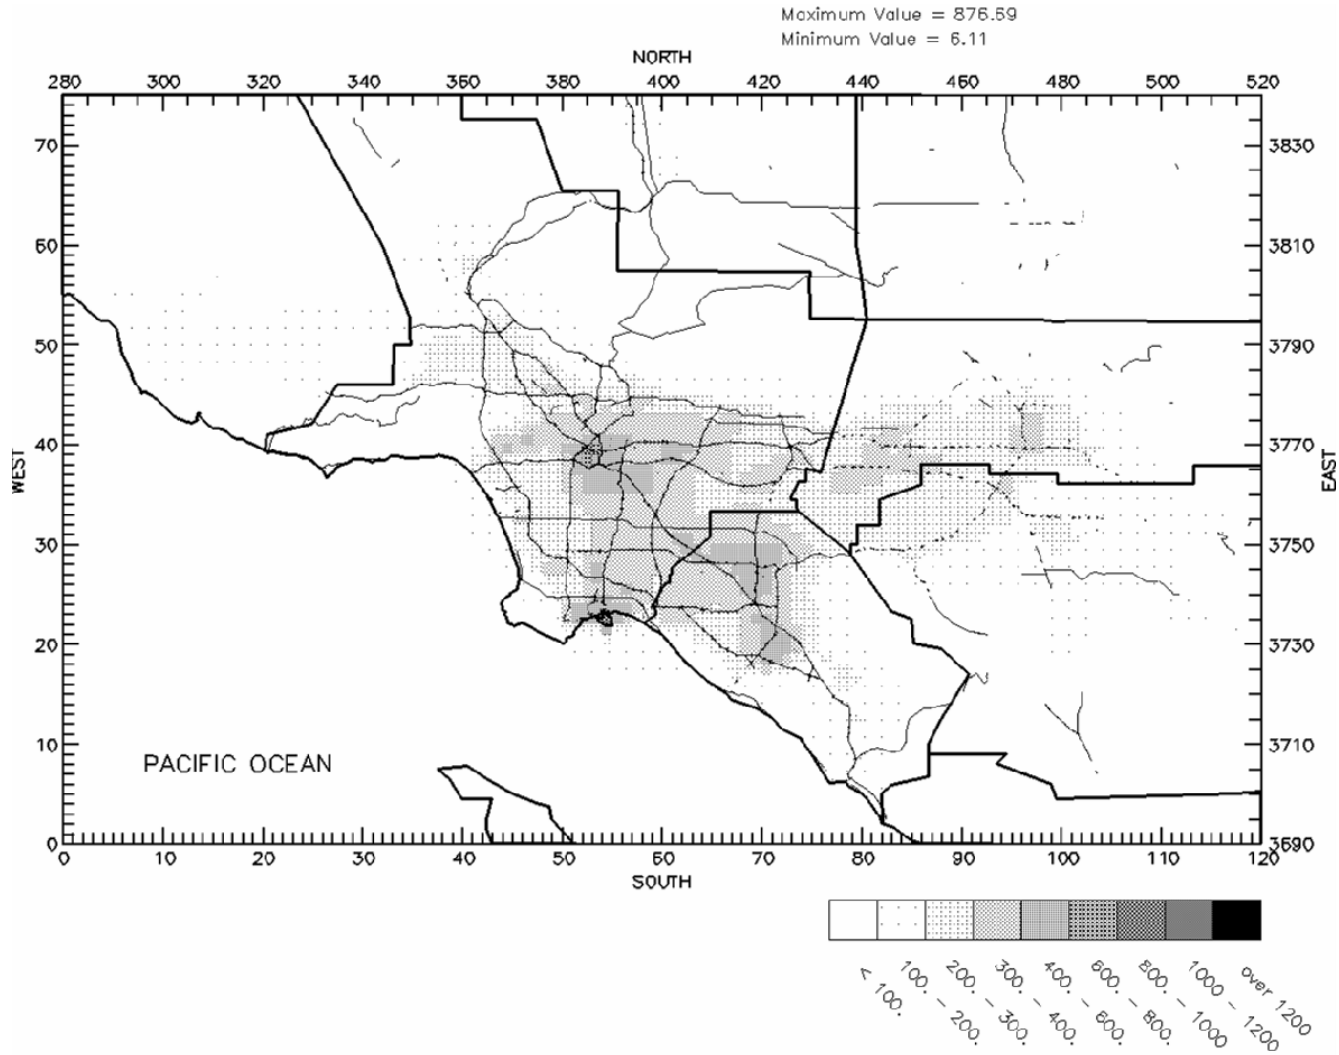 Maximum Value = 876.69
Minimum Value = 6.11
NORTH
280 300 320 340 360 380 400 420 440 460 480 500 520
70 3830
60 3810
50 3790
40 3770
WEST
EAST
30 3750
20 3730
10 3710
PACIFIC OCEAN
0 3690
0 10 20 30 40 50 60 70 80 90 100 110 120
SOUTH
< 100.
100. - 200.
200. - 300.
300. - 400.
400. - 600.
600. - 800.
800. - 1000
1000 - 1200
over 1200